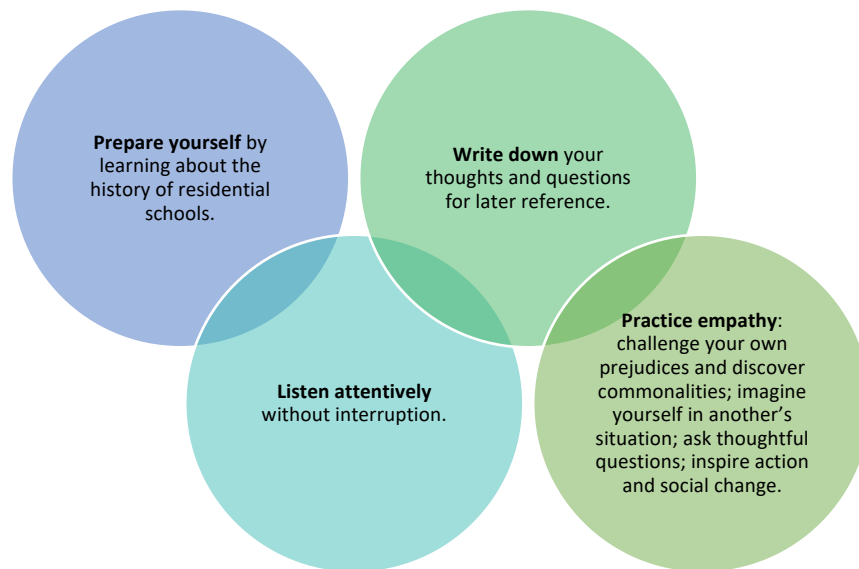 Prepare yourself by
learning about the
history of residential
schools.
Listen attentively
without interruption.
Write down your
thoughts and questions
for later reference.
Practice empathy:
challenge your own
prejudices and discover
commonalities; imagine
yourself in another’s
situation; ask thoughtful
questions; inspire action
and social change.